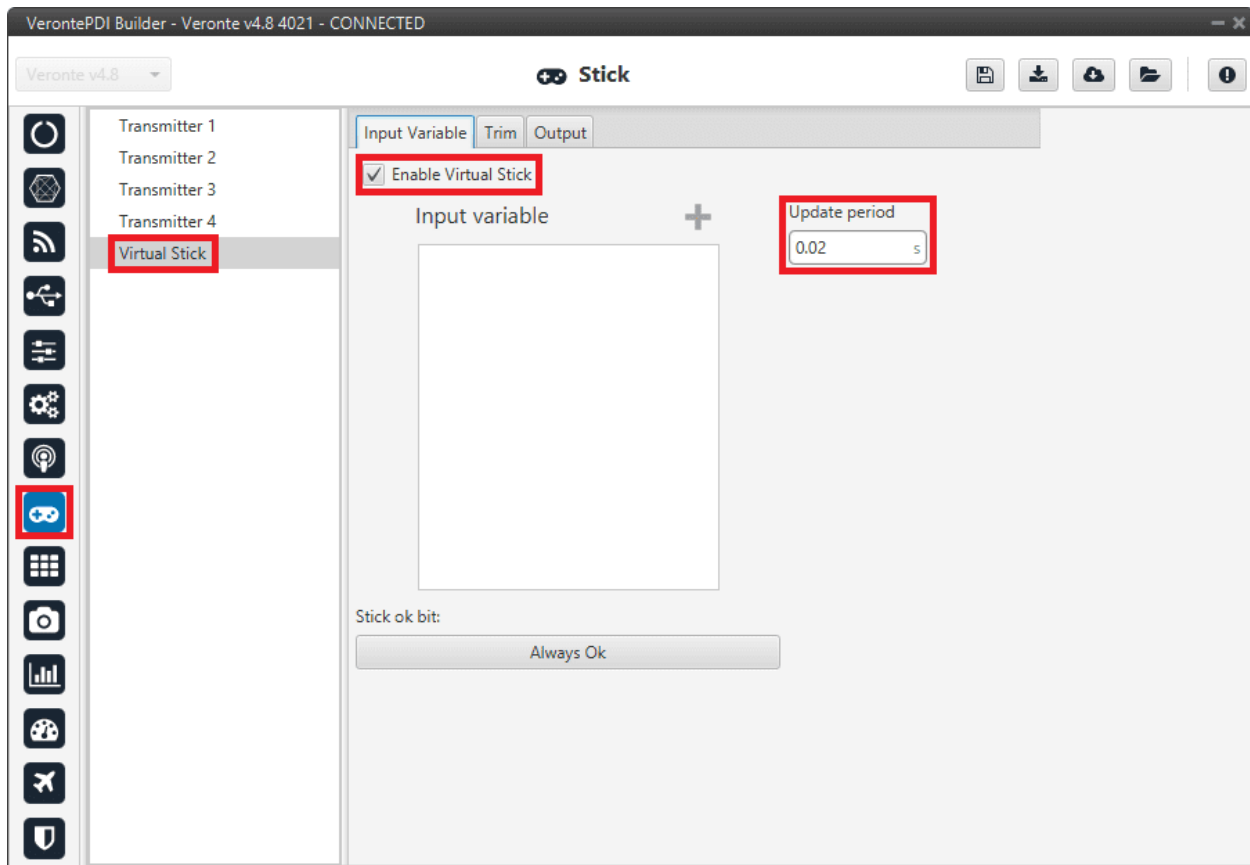 VerontePDI Builder - Veronte v4.8 4021 - CONNECTED
Veronte v4.8
Stick
Transmitter 1
Transmitter 2
Transmitter 3
Transmitter 4
Virtual Stick
Input Variable Trim Output
Enable Virtual Stick
Input variable
Update period
0.02 s
Stick ok bit:
Always Ok